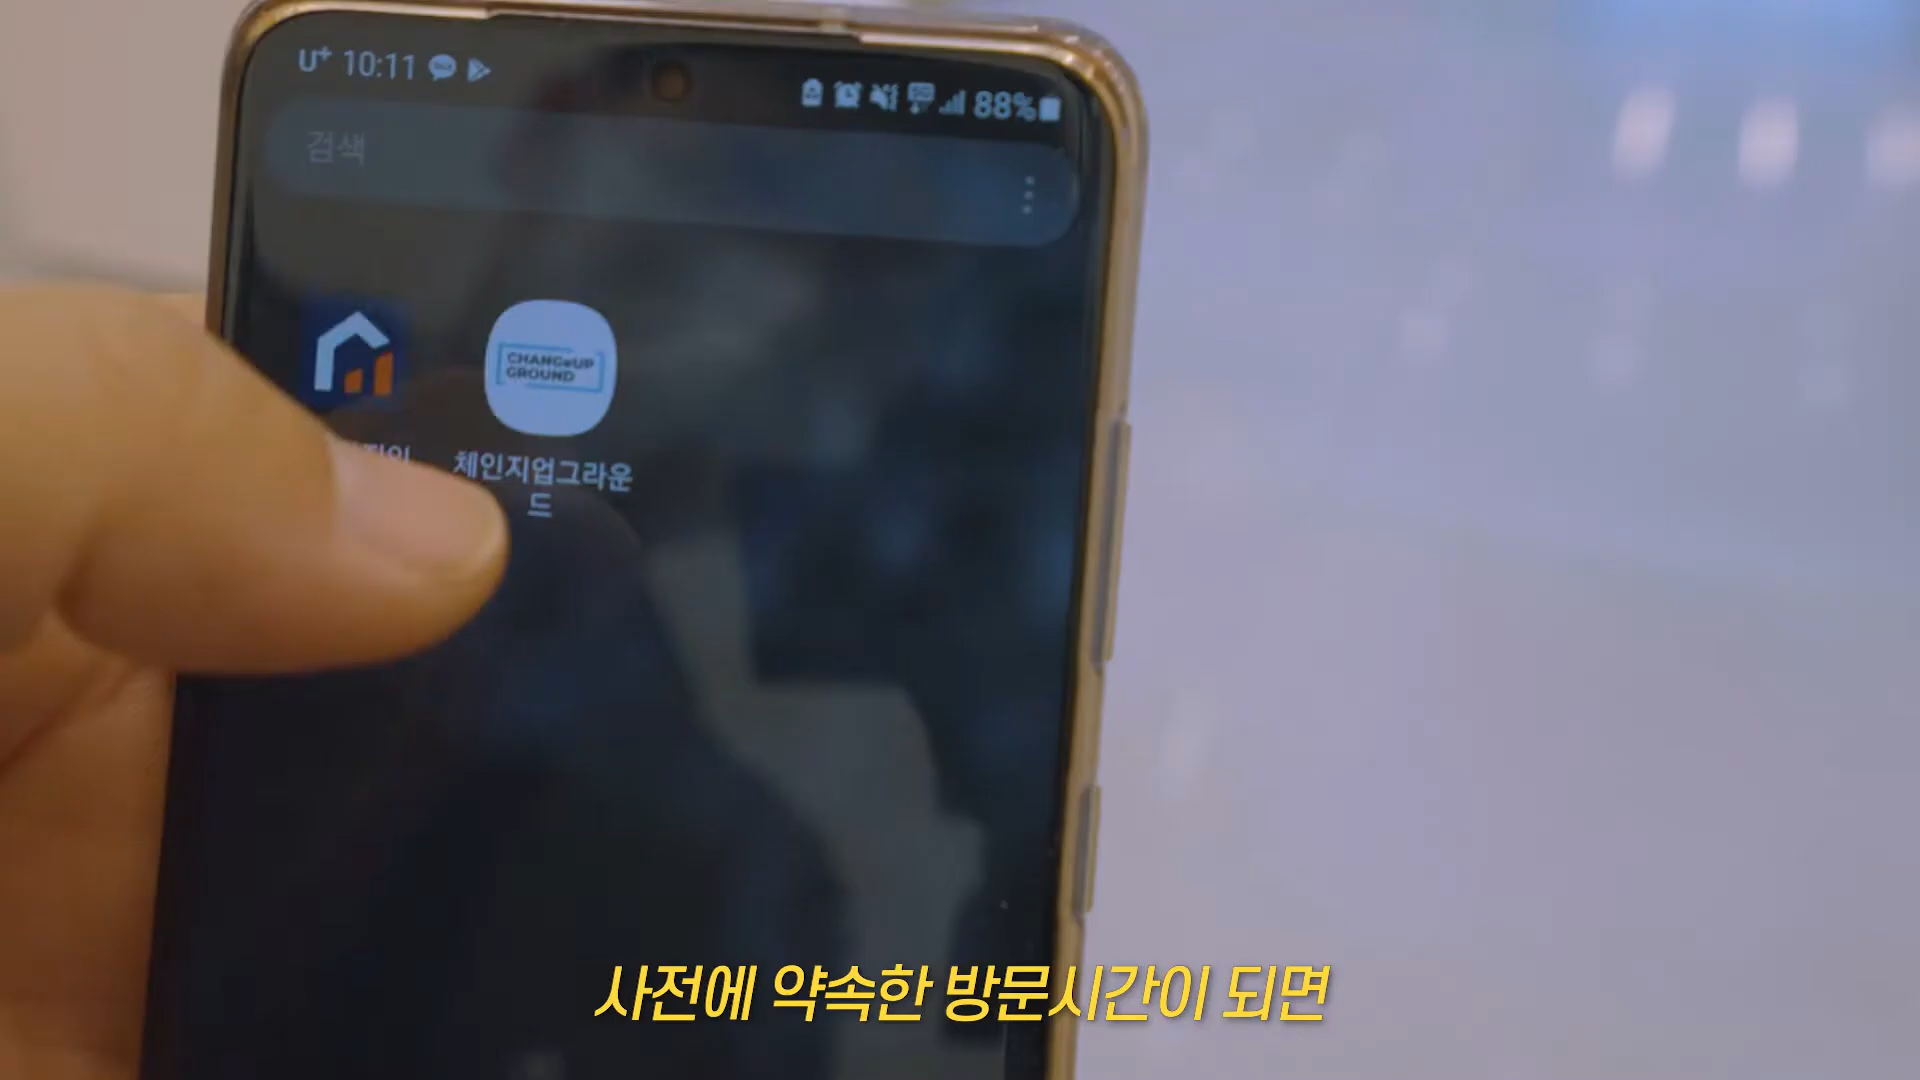 U+ 10:11
88%
검색
CHANGeUP
GROUND
체인지업그라운
드
사전에 약속한 방문시간이 되면